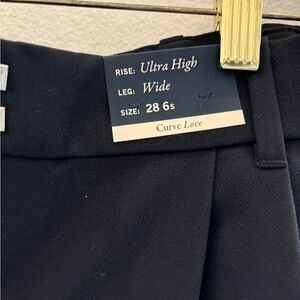 RISE: Ultra High
LEG: Wide
SIZE: 28 6s
Curve Love